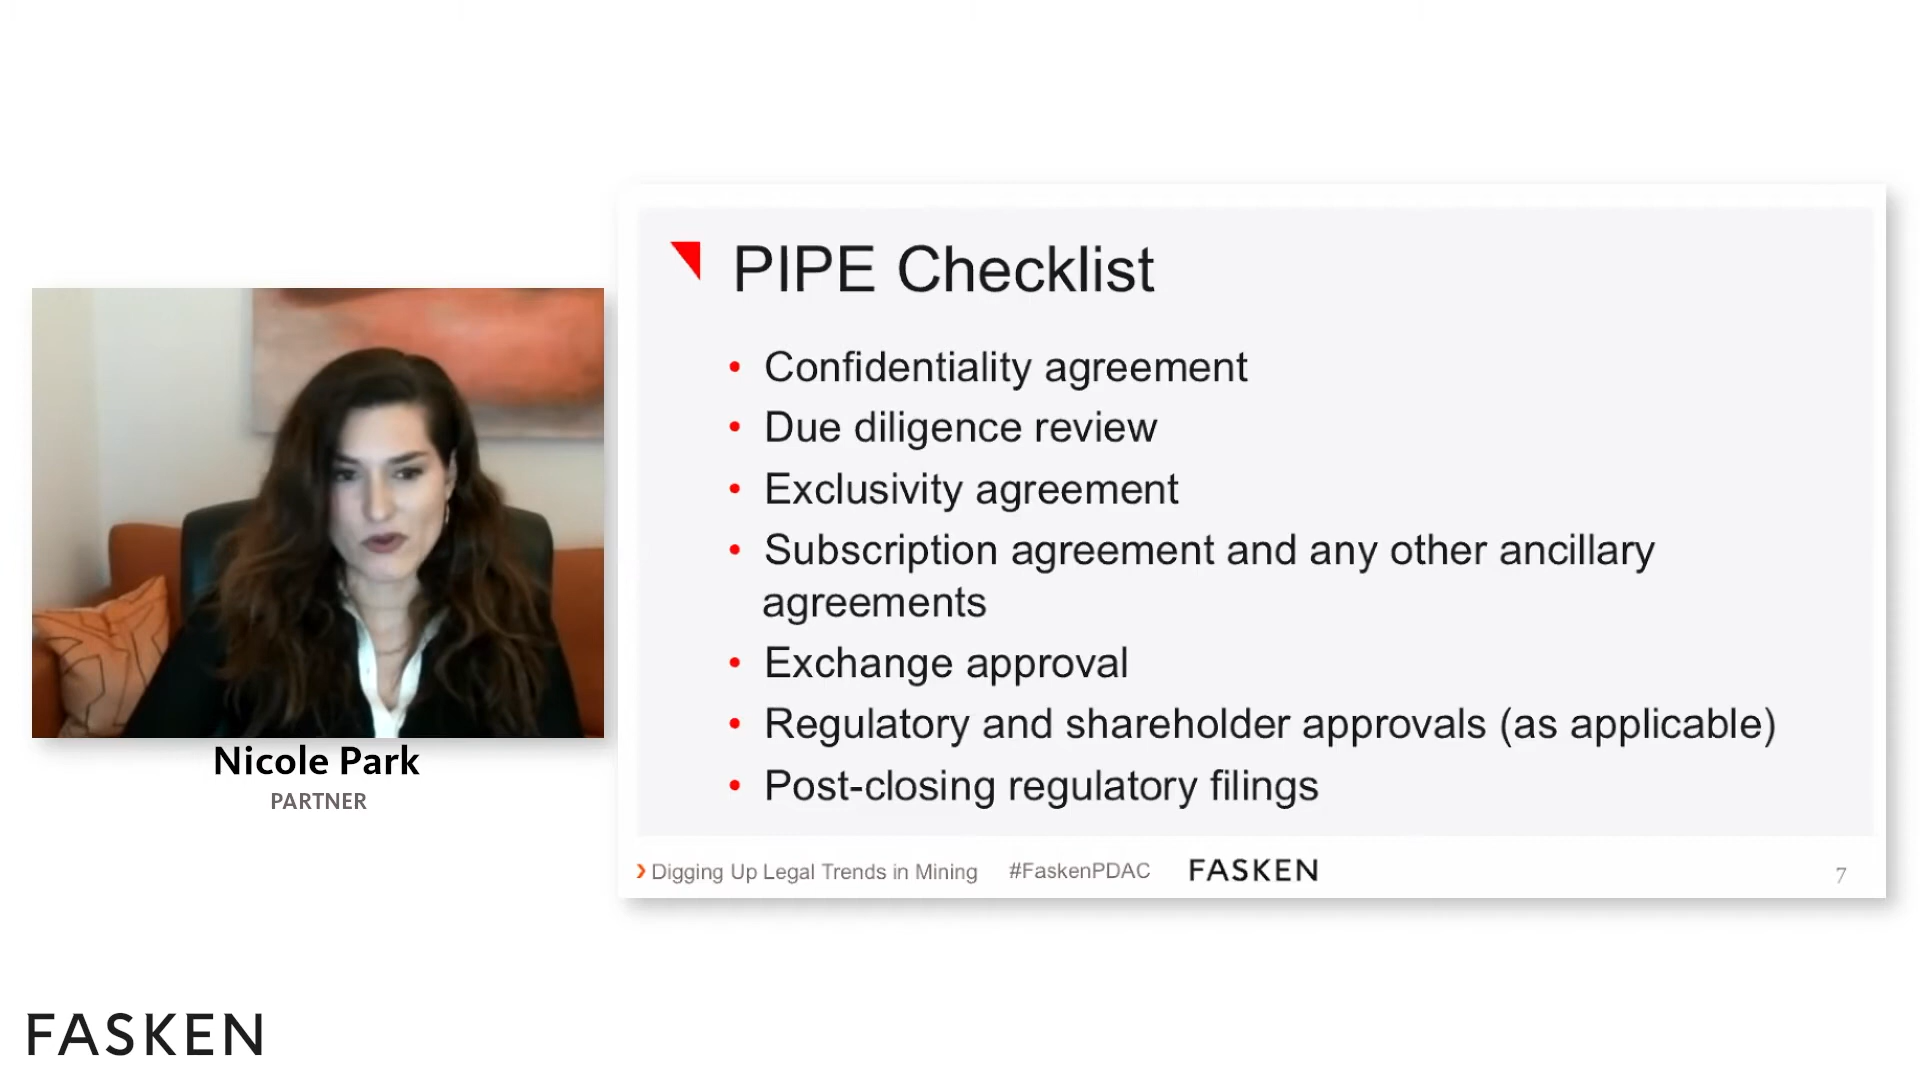 PIPE Checklist
• Confidentiality agreement
• Due diligence review
• Exclusivity agreement
• Subscription agreement and any other ancillary
agreements
• Exchange approval
• Regulatory and shareholder approvals (as applicable)
• Post-closing regulatory filings
Nicole Park
PARTNER
Digging Up Legal Trends in Mining #FaskenPDAC FASKEN 7
FASKEN